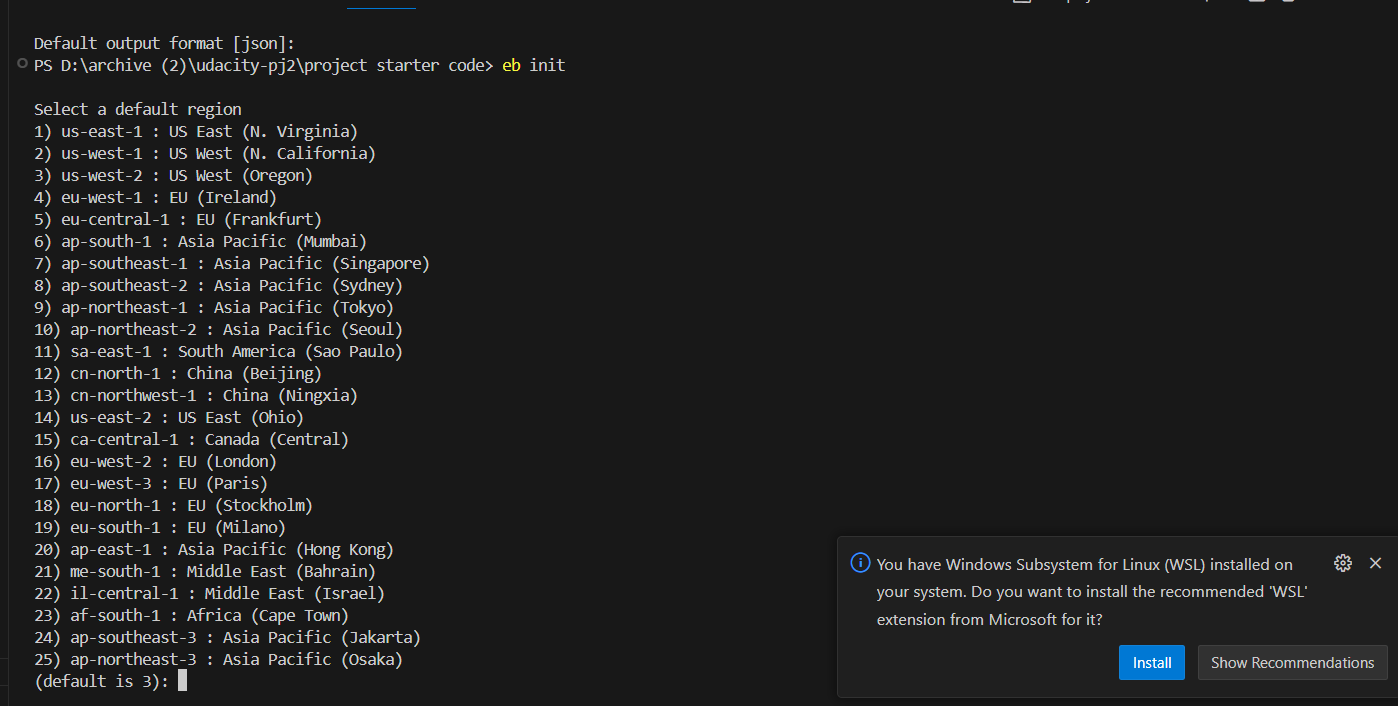 Default output format [json]:
PS D:\archive (2)\udacity-pj2\project starter code> eb init
Select a default region
1) us-east-1 : US East (N. Virginia)
2) us-west-1 : US West (N. California)
3) us-west-2 : US West (Oregon)
4) eu-west-1 : EU (Ireland)
5) eu-central-1 : EU (Frankfurt)
6) ap-south-1 : Asia Pacific (Mumbai)
7) ap-southeast-1 : Asia Pacific (Singapore)
8) ap-southeast-2 : Asia Pacific (Sydney)
9) ap-northeast-1 : Asia Pacific (Tokyo)
10) ap-northeast-2 : Asia Pacific (Seoul)
11) sa-east-1 : South America (Sao Paulo)
12) cn-north-1 : China (Beijing)
13) cn-northwest-1 : China (Ningxia)
14) us-east-2 : US East (Ohio)
15) ca-central-1 : Canada (Central)
16) eu-west-2 : EU (London)
17) eu-west-3 : EU (Paris)
18) eu-north-1 : EU (Stockholm)
19) eu-south-1 : EU (Milano)
20) ap-east-1 : Asia Pacific (Hong Kong)
21) me-south-1 : Middle East (Bahrain)
22) il-central-1 : Middle East (Israel)
23) af-south-1 : Africa (Cape Town)
24) ap-southeast-3 : Asia Pacific (Jakarta)
25) ap-northeast-3 : Asia Pacific (Osaka)
(default is 3):
You have Windows Subsystem for Linux (WSL) installed on
your system. Do you want to install the recommended 'WSL'
extension from Microsoft for it?
Install
Show Recommendations